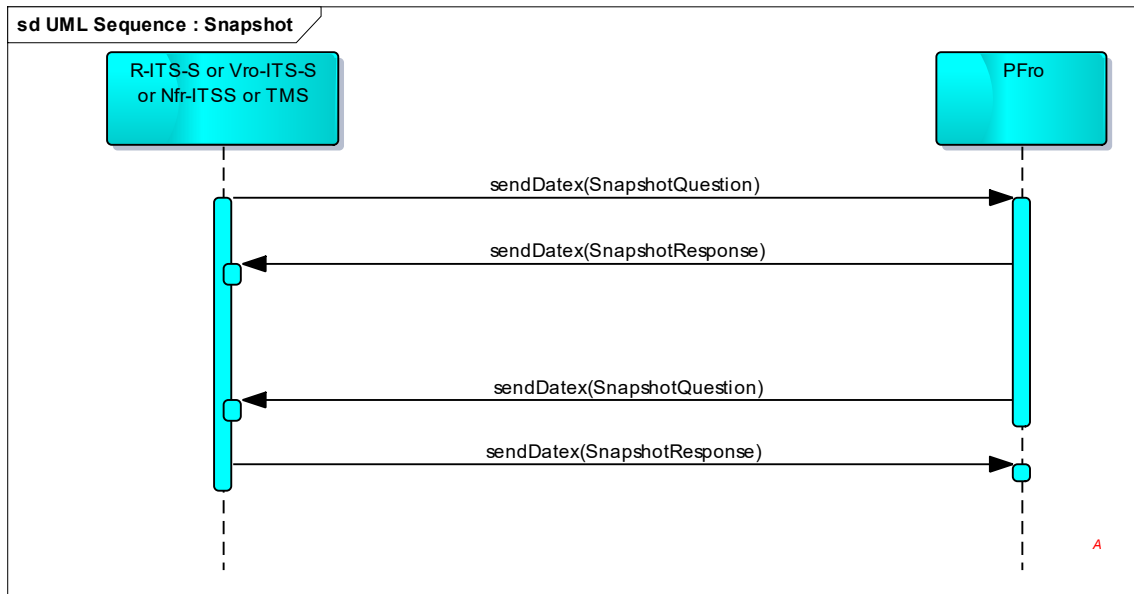 sd UML Sequence : Snapshot
R-ITS-S or Vro-ITS-S
or Nfr-ITSS or TMS
PFro
sendDatex(SnapshotQuestion)
sendDatex(SnapshotResponse)
sendDatex(SnapshotQuestion)
sendDatex(SnapshotResponse)
A